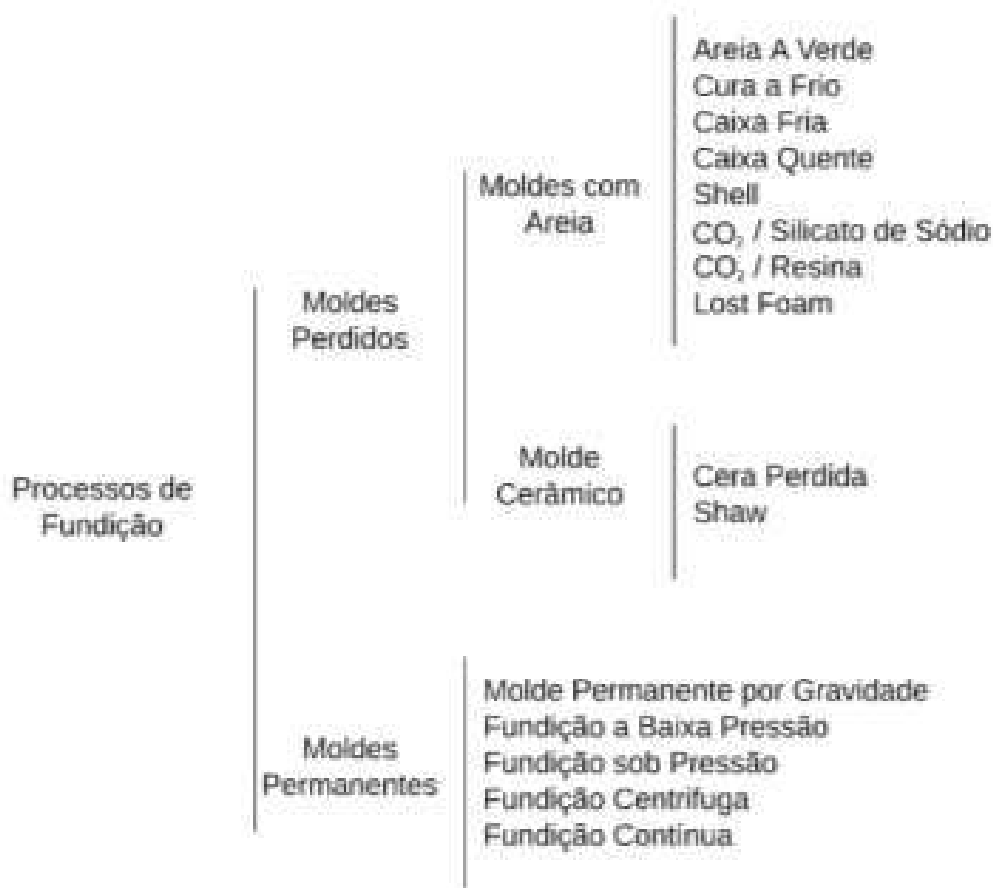 Processos de
Fundição
Moldes
Perdidos
Moldes com
Areia
Areia A Verde
Cura a Frio
Caixa Fria
Caixa Quente
Shell
CO₂ / Silicato de Sódio
CO₂ / Resina
Lost Foam
Molde
Cerâmico
Cera Perdida
Shaw
Moldes
Permanentes
Molde Permanente por Gravidade
Fundição a Baixa Pressão
Fundição sob Pressão
Fundição Centrifuga
Fundição Contínua